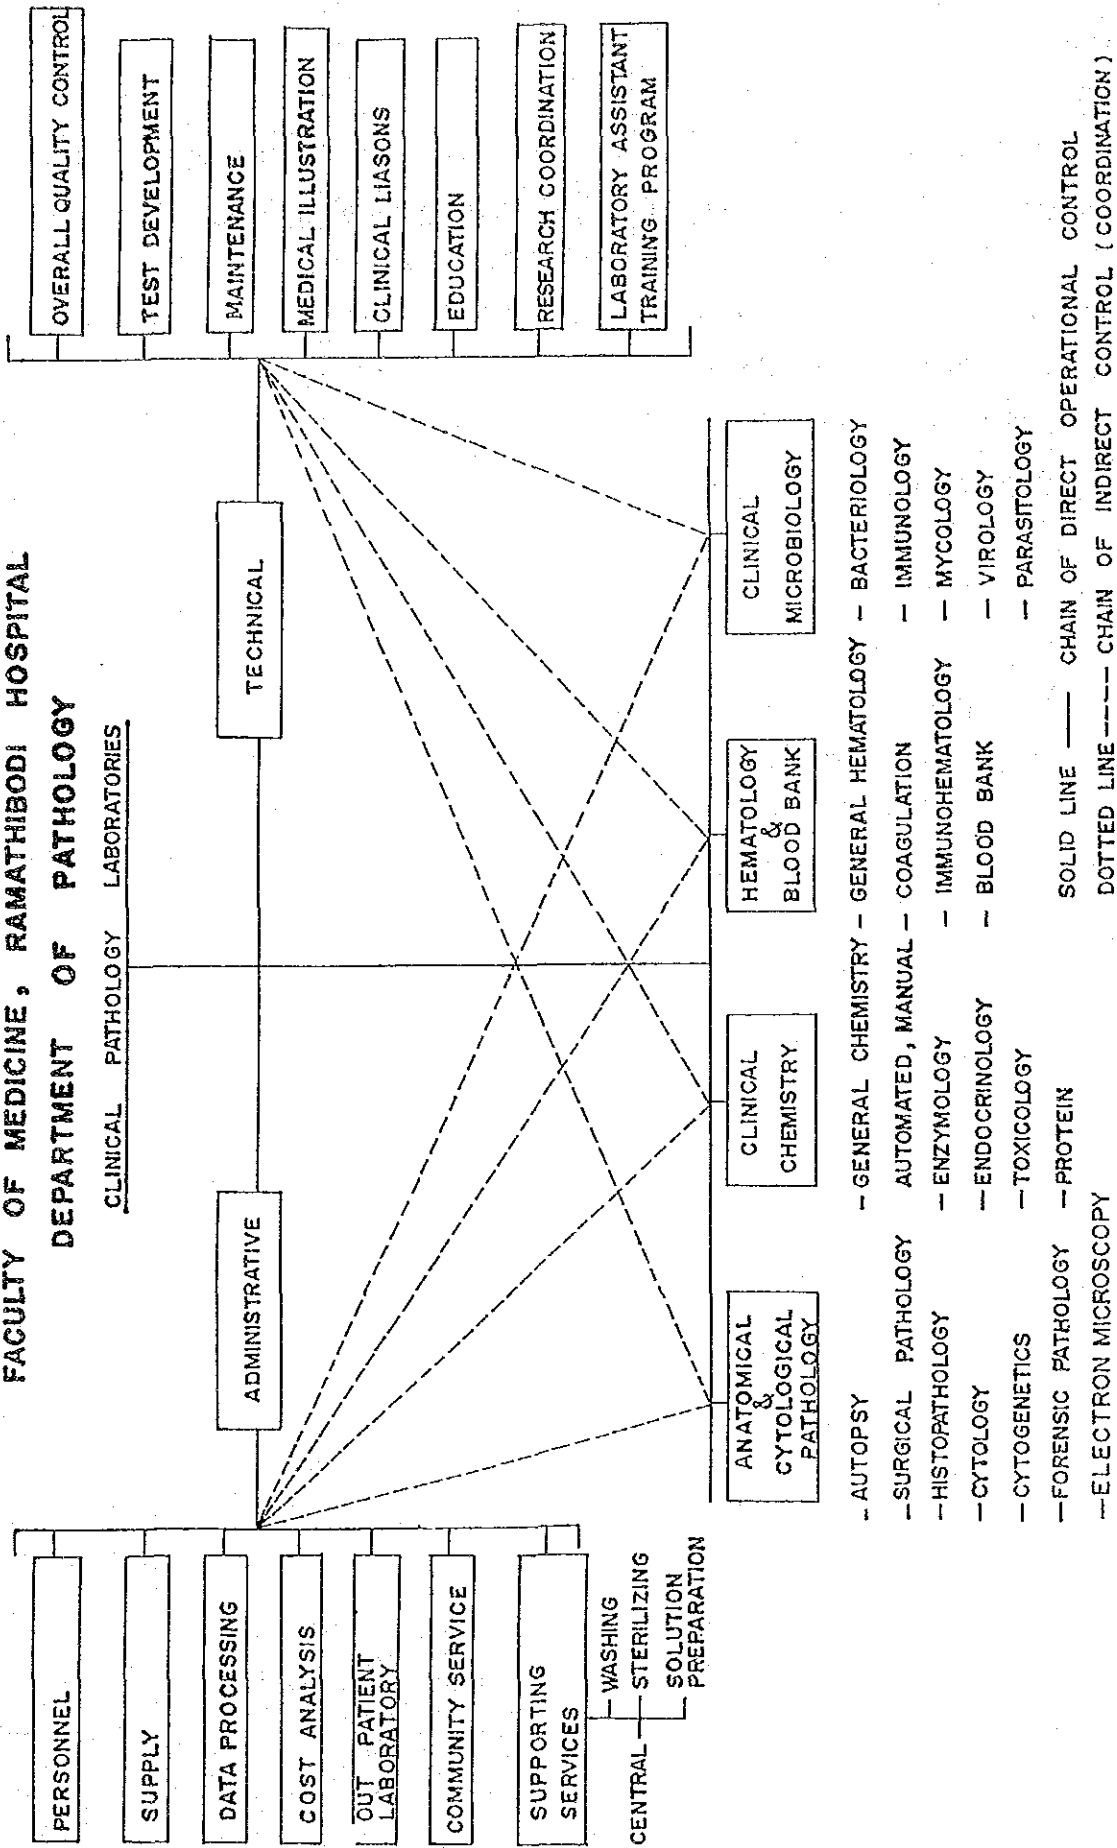 FACULTY OF MEDICINE, RAMATHIBODI HOSPITAL
DEPARTMENT OF PATHOLOGY
CLINICAL PATHOLOGY LABORATORIES
ADMINISTRATIVE
TECHNICAL
PERSONNEL
SUPPLY
DATA PROCESSING
COST ANALYSIS
OUT PATIENT
LABORATORY
COMMUNITY SERVICE
SUPPORTING
SERVICES
CENTRAL
WASHING
STERILIZING
SOLUTION
PREPARATION
OVERALL QUALITY CONTROL
TEST DEVELOPMENT
MAINTENANCE
MEDICAL ILLUSTRATION
CLINICAL LIASONS
EDUCATION
RESEARCH COORDINATION
LABORATORY ASSISTANT
TRAINING PROGRAM
ANATOMICAL
&
CYTOLOGICAL
PATHOLOGY
– AUTOPSY
– SURGICAL PATHOLOGY
– HISTOPATHOLOGY
– CYTOLOGY
– CYTOGENETICS
– FORENSIC PATHOLOGY
– ELECTRON MICROSCOPY
CLINICAL
CHEMISTRY
– GENERAL CHEMISTRY
AUTOMATED, MANUAL
– ENZYMOLOGY
– ENDOCRINOLOGY
– TOXICOLOGY
– PROTEIN
HEMATOLOGY
&
BLOOD BANK
– GENERAL HEMATOLOGY
– COAGULATION
– IMMUNOHEMATOLOGY
– BLOOD BANK
CLINICAL
MICROBIOLOGY
– BACTERIOLOGY
– IMMUNOLOGY
– MYCOLOGY
– VIROLOGY
– PARASITOLOGY
SOLID LINE —— CHAIN OF DIRECT OPERATIONAL CONTROL
DOTTED LINE ---- CHAIN OF INDIRECT CONTROL (COORDINATION)